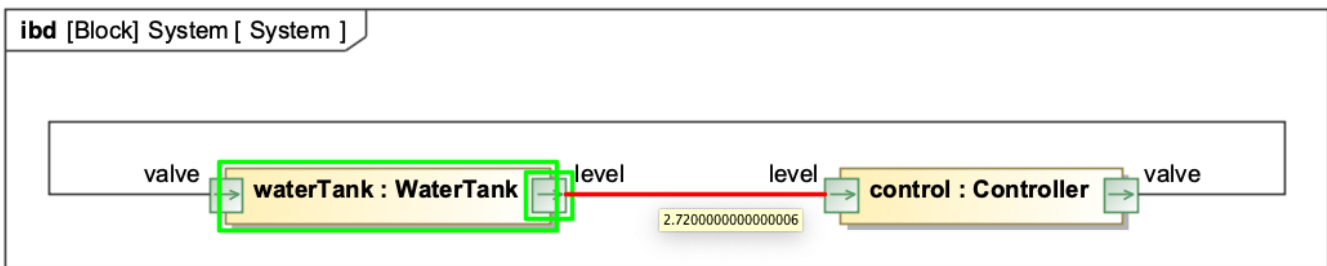 ibd [Block] System [ System ]
valve
waterTank : WaterTank
level
level
control : Controller
valve
2.7200000000000006